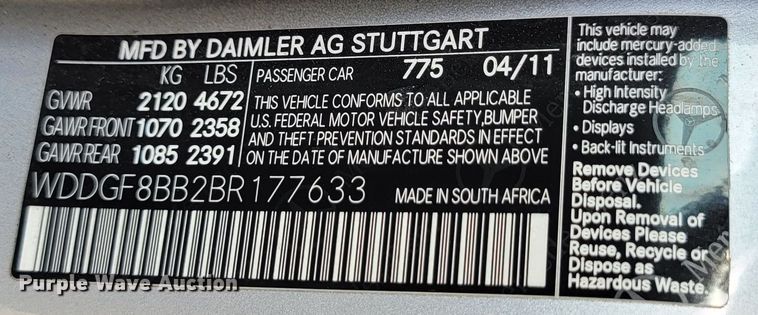 MFD BY DAIMLER AG STUTTGART
KG LBS
PASSENGER CAR 775 04/11
GVWR 2120 4672
GAWR FRONT 1070 2358
GAWR REAR 1085 2391
THIS VEHICLE CONFORMS TO ALL APPLICABLE
U.S. FEDERAL MOTOR VEHICLE SAFETY, BUMPER
AND THEFT PREVENTION STANDARDS IN EFFECT
ON THE DATE OF MANUFACTURE SHOWN ABOVE
WDDGF8BB2BR177633
MADE IN SOUTH AFRICA
This vehicle may
include mercury-added
devices installed by the
manufacturer:
• High Intensity
Discharge Headlamps
• Displays
• Back-lit Instruments
Remove Devices
Before Vehicle
Disposal.
Upon Removal of
Devices Please
Reuse, Recycle or
Dispose as
Hazardous Waste.
Purple Wave Auction